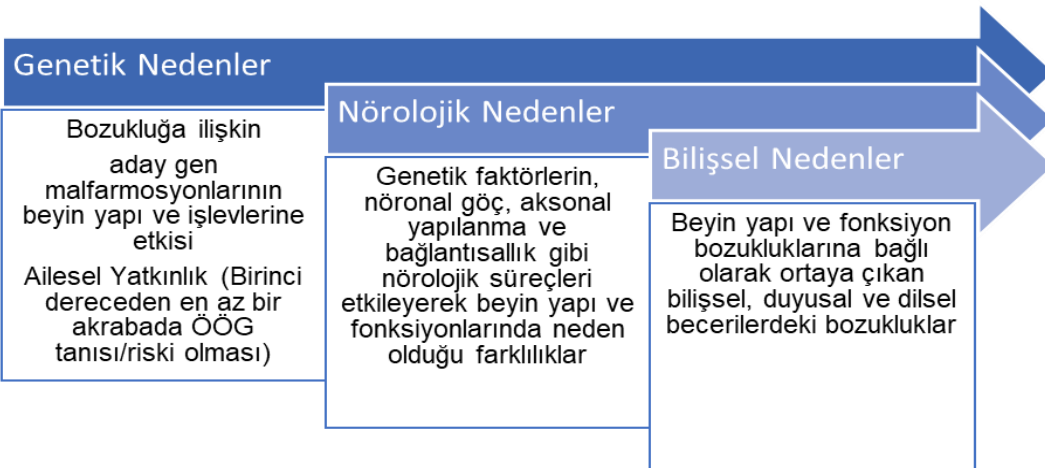 Genetik Nedenler
Bozukluğa ilişkin
aday gen
malfarmosyonlarının
beyin yapı ve işlevlerine
etkisi
Ailesel Yatkınlık (Birinci
dereceden en az bir
akrabada ÖÖG
tanısı/riski olması)
Nörolojik Nedenler
Genetik faktörlerin,
nöronal göç, aksonal
yapılanma ve
bağlantısallık gibi
nörolojik süreçleri
etkileyerek beyin yapı ve
fonksiyonlarında neden
olduğu farklılıklar
Bilişsel Nedenler
Beyin yapı ve fonksiyon
bozukluklarına bağlı
olarak ortaya çıkan
bilişsel, duyusal ve dilsel
becerilerdeki bozukluklar